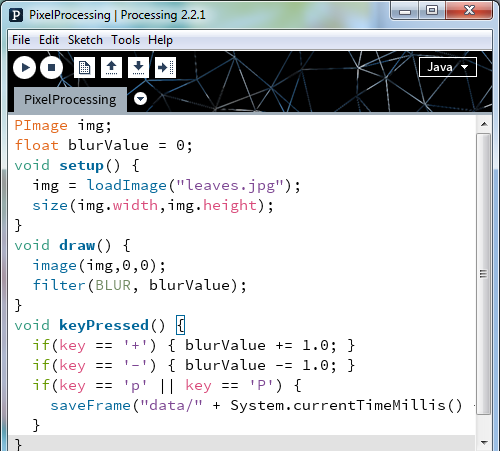 P PixelProcessing | Processing 2.2.1
File Edit Sketch Tools Help
Java
PixelProcessing
PImage img;
float blurValue = 0;
void setup() {
  img = loadImage("leaves.jpg");
  size(img.width,img.height);
}
void draw() {
  image(img,0,0);
  filter(BLUR, blurValue);
}
void keyPressed() {
  if(key == '+') { blurValue += 1.0; }
  if(key == '-') { blurValue -= 1.0; }
  if(key == 'p' || key == 'P') {
    saveFrame("data/" + System.currentTimeMillis() +
  }
}